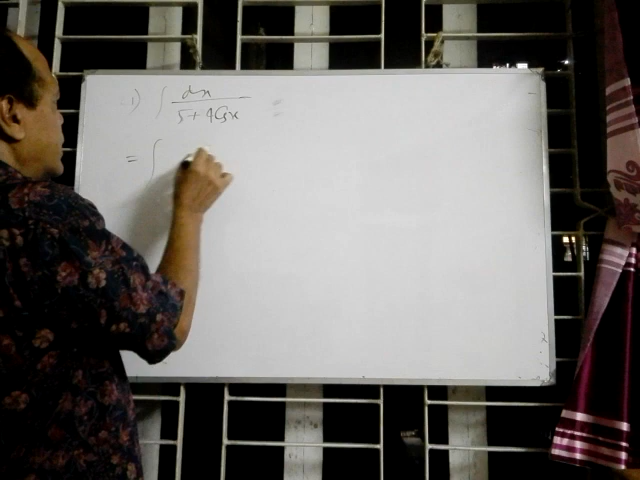 1) ∫ dx / 5+4Cosx =
= ∫